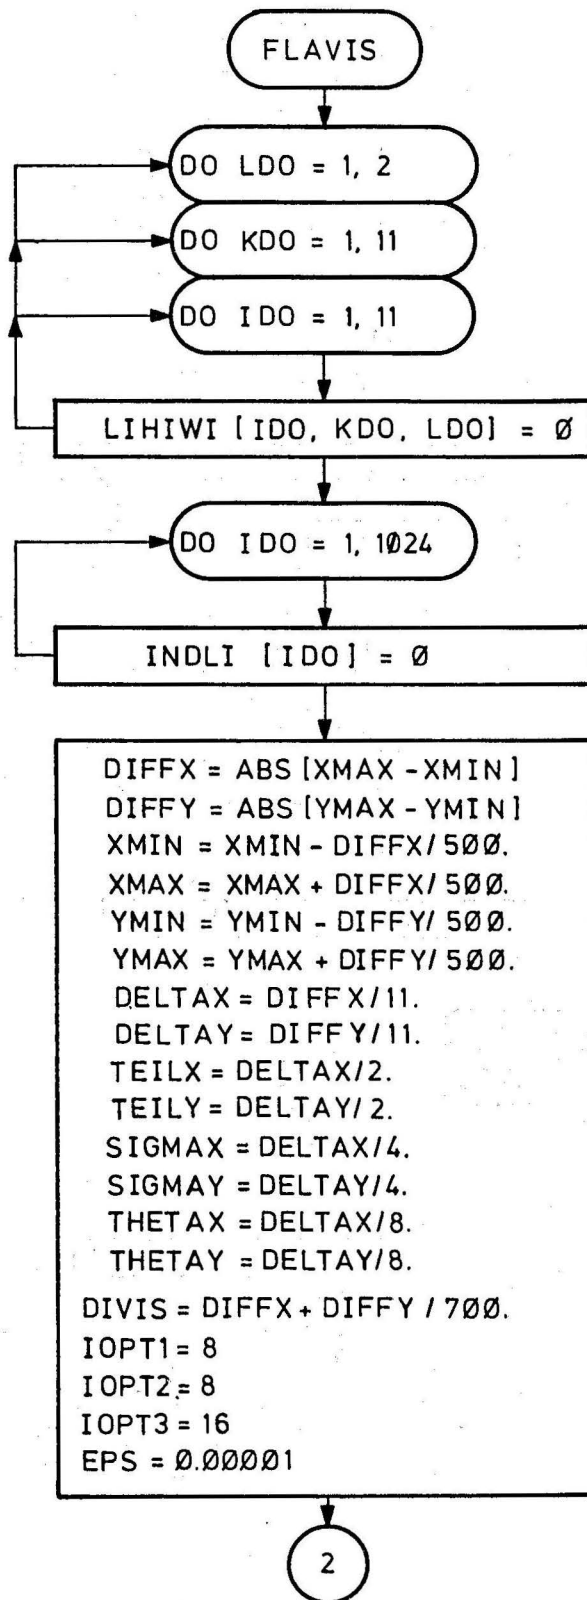 FLAVIS
DO LDO = 1, 2
DO KDO = 1, 11
DO IDO = 1, 11
LIHIWI [IDO, KDO, LDO] = Ø
DO IDO = 1, 1Ø24
INDLI [IDO] = Ø
DIFFX = ABS [XMAX - XMIN]
DIFFY = ABS [YMAX - YMIN]
XMIN = XMIN - DIFFX / 5ØØ.
XMAX = XMAX + DIFFX / 5ØØ.
YMIN = YMIN - DIFFY / 5ØØ.
YMAX = YMAX + DIFFY / 5ØØ.
DELTAX = DIFFX/11.
DELTAY = DIFFY/11.
TEILX = DELTAX/2.
TEILY = DELTAY/2.
SIGMAX = DELTAX/4.
SIGMAY = DELTAY/4.
THETAX = DELTAX/8.
THETAY = DELTAY/8.
DIVIS = DIFFX + DIFFY / 7ØØ.
IOPT1 = 8
IOPT2 = 8
IOPT3 = 16
EPS = Ø.ØØØØ1
2